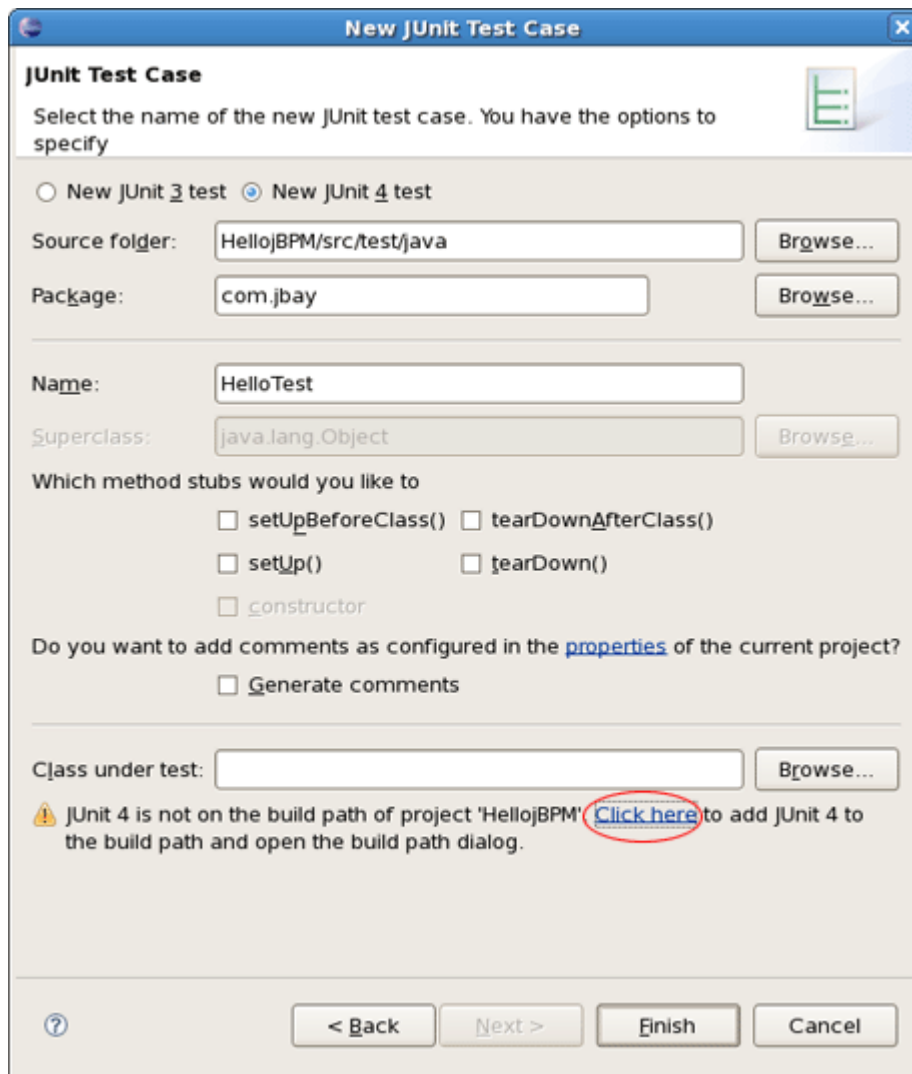 New JUnit Test Case
JUnit Test Case
Select the name of the new JUnit test case. You have the options to
specify
New JUnit 3 test New JUnit 4 test
Source folder: HellojBPM/src/test/java Browse...
Package: com.jbay Browse...
Name: HelloTest
Superclass: java.lang.Object Browse...
Which method stubs would you like to
setUpBeforeClass() tearDownAfterClass()
setUp() tearDown()
constructor
Do you want to add comments as configured in the properties of the current project?
Generate comments
Class under test: Browse...
JUnit 4 is not on the build path of project 'HellojBPM' Click here to add JUnit 4 to
the build path and open the build path dialog.
< Back Next > Finish Cancel